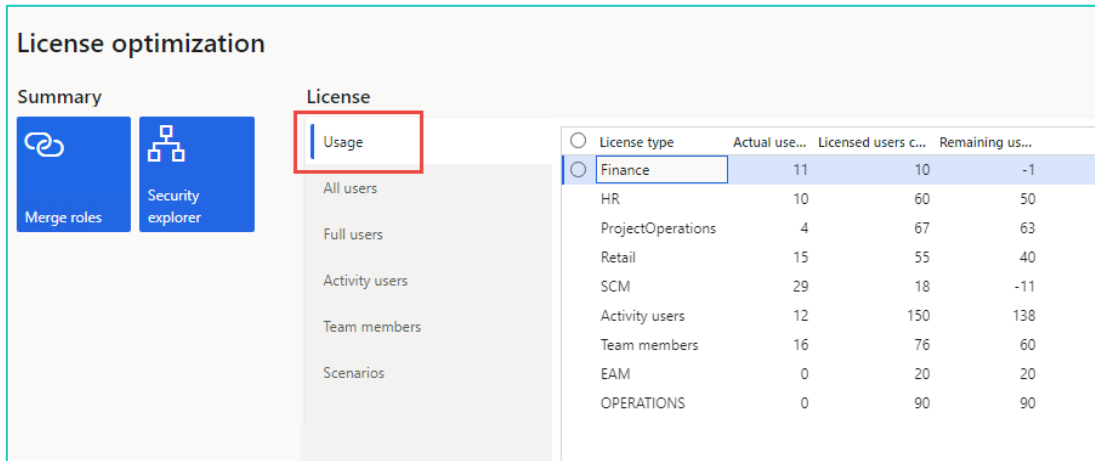 License optimization
Summary
Merge roles
Security
explorer
License
Usage
All users
Full users
Activity users
Team members
Scenarios
License type Actual use... Licensed users c... Remaining us...
Finance 11 10 -1
HR 10 60 50
ProjectOperations 4 67 63
Retail 15 55 40
SCM 29 18 -11
Activity users 12 150 138
Team members 16 76 60
EAM 0 20 20
OPERATIONS 0 90 90